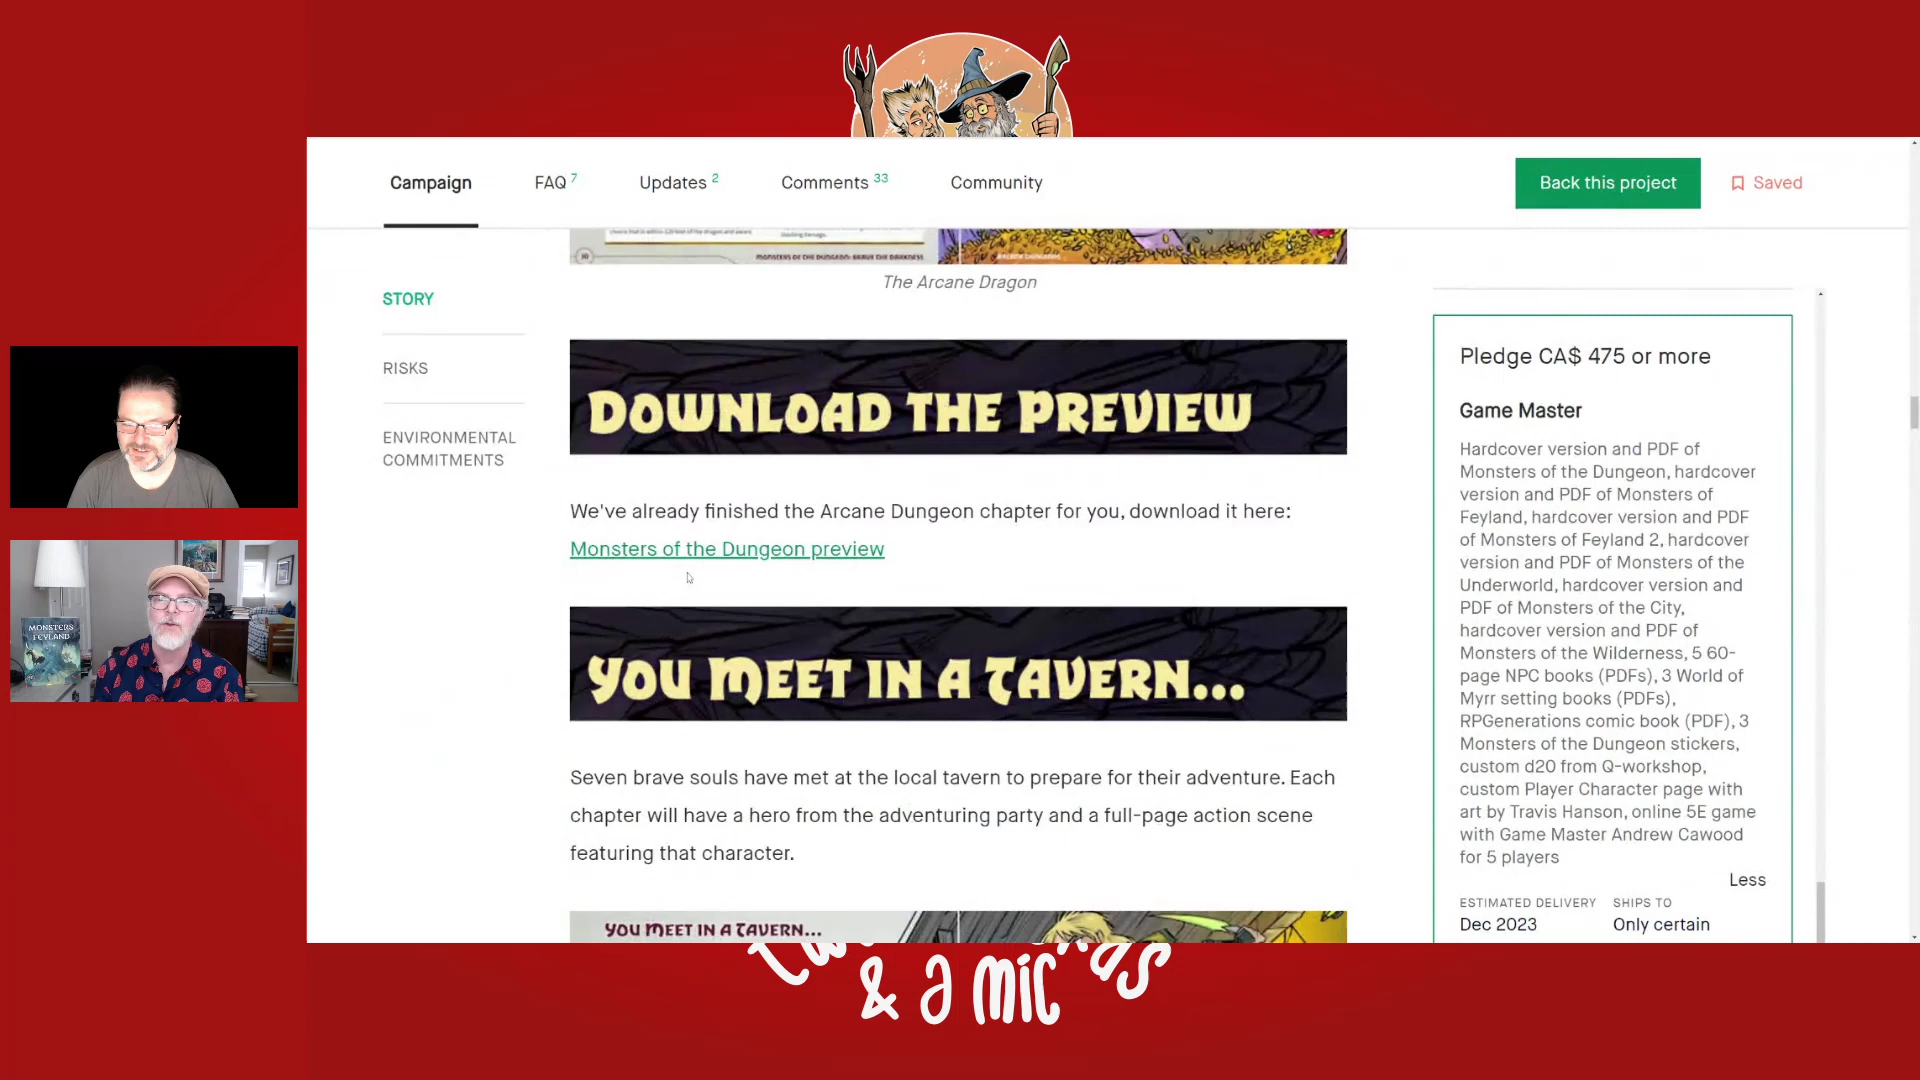 Campaign
FAQ 7
Updates 2
Comments 33
Community
Back this project
Saved
MONSTERS OF THE DUNGEON: BRAVE THE DARKNESS
The Arcane Dragon
STORY
RISKS
ENVIRONMENTAL
COMMITMENTS
DOWNLOAD THE PREVIEW
We've already finished the Arcane Dungeon chapter for you, download it here:
Monsters of the Dungeon preview
YOU MEET IN A TAVERN...
Seven brave souls have met at the local tavern to prepare for their adventure. Each
chapter will have a hero from the adventuring party and a full-page action scene
featuring that character.
YOU MEET IN A TAVERN...
Pledge CA$ 475 or more
Game Master
Hardcover version and PDF of
Monsters of the Dungeon, hardcover
version and PDF of Monsters of
Feyland, hardcover version and PDF
of Monsters of Feyland 2, hardcover
version and PDF of Monsters of the
Underworld, hardcover version and
PDF of Monsters of the City,
hardcover version and PDF of
Monsters of the Wilderness, 5 60-
page NPC books (PDFs), 3 World of
Myrr setting books (PDFs),
RPGenerations comic book (PDF), 3
Monsters of the Dungeon stickers,
custom d20 from Q-workshop,
custom Player Character page with
art by Travis Hanson, online 5E game
with Game Master Andrew Cawood
for 5 players
Less
ESTIMATED DELIVERY
Dec 2023
SHIPS TO
Only certain
MONSTERS
FEYLAND
& a mic